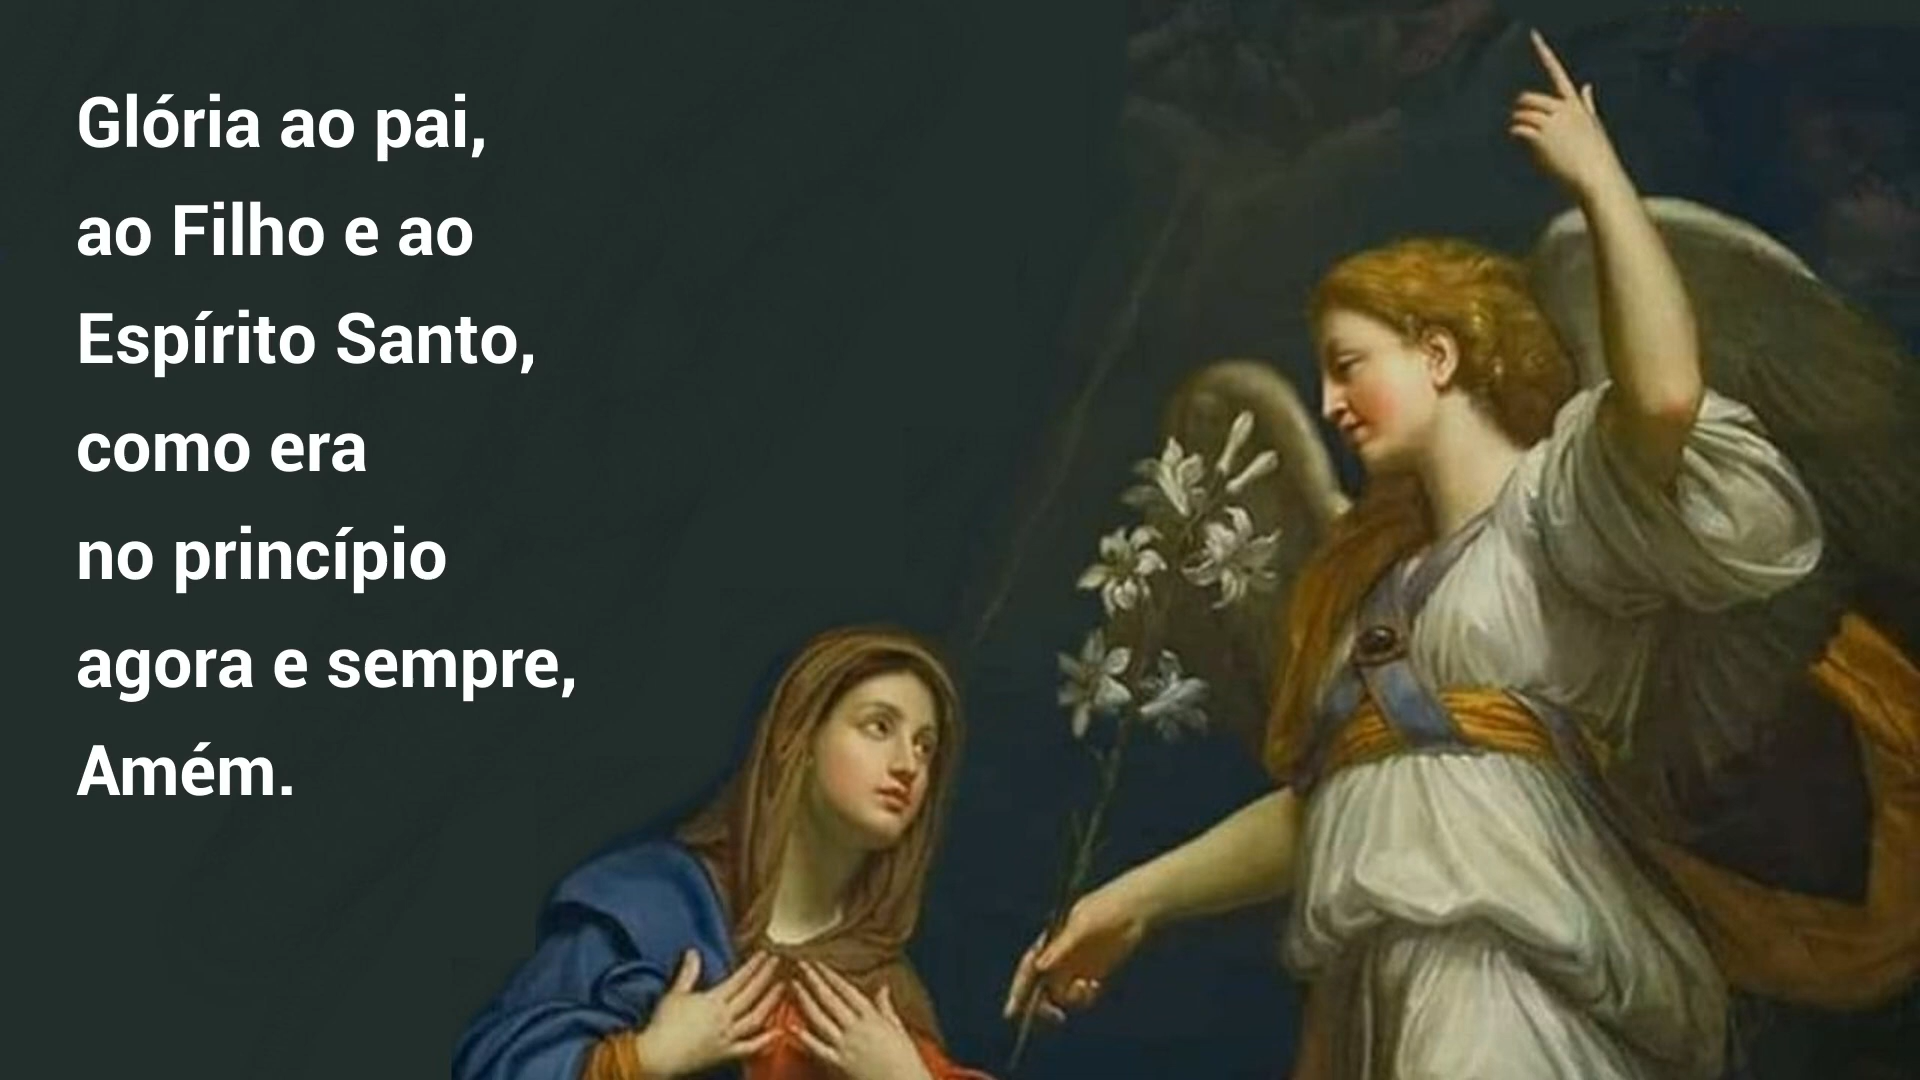 Glória ao pai,
ao Filho e ao
Espírito Santo,
como era
no princípio
agora e sempre,
Amém.